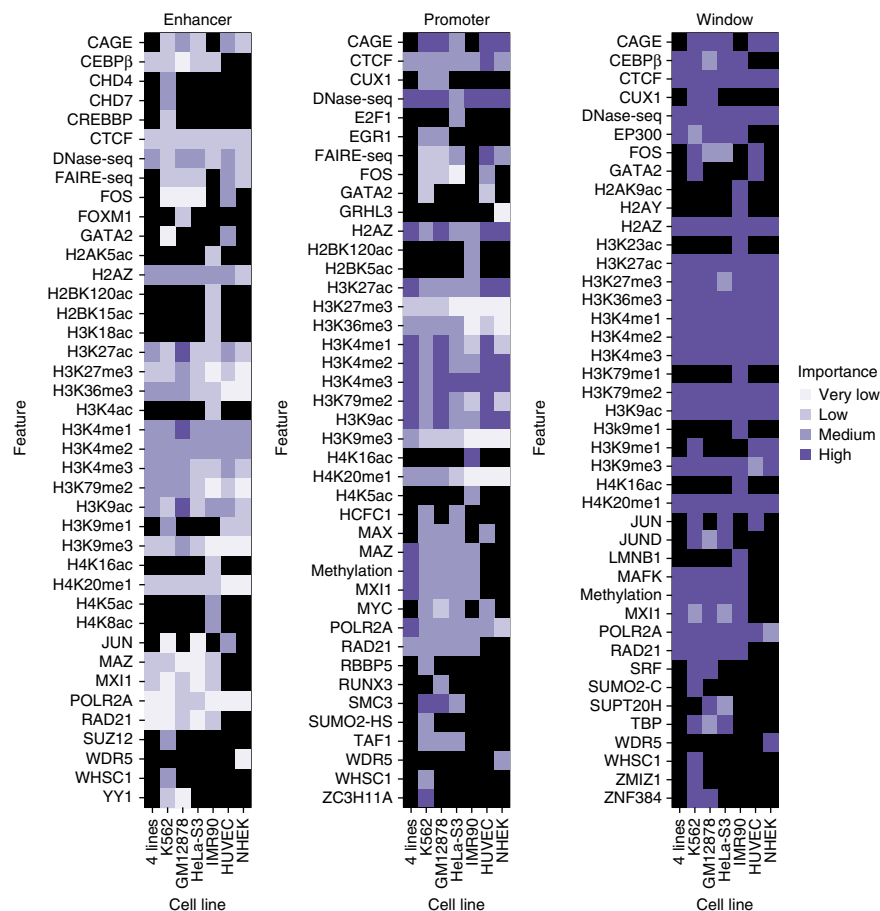 Enhancer
Feature
CAGE
CEBPβ
CHD4
CHD7
CREBBP
CTCF
DNase-seq
FAIRE-seq
FOS
FOXM1
GATA2
H2AK5ac
H2AZ
H2BK120ac
H2BK15ac
H3K18ac
H3K27ac
H3K27me3
H3K36me3
H3K4ac
H3K4me1
H3K4me2
H3K4me3
H3K79me2
H3K9ac
H3K9me1
H3K9me3
H4K16ac
H4K20me1
H4K5ac
H4K8ac
JUN
MAZ
MXI1
POLR2A
RAD21
SUZ12
WDR5
WHSC1
YY1
4 lines
K562
GM12878
HeLa-S3
IMR90
HUVEC
NHEK
Cell line
Promoter
Feature
CAGE
CTCF
CUX1
DNase-seq
E2F1
EGR1
FAIRE-seq
FOS
GATA2
GRHL3
H2AZ
H2BK120ac
H2BK5ac
H3K27ac
H3K27me3
H3K36me3
H3K4me1
H3K4me2
H3K4me3
H3K79me2
H3K9ac
H3K9me3
H4K16ac
H4K20me1
H4K5ac
HCFC1
MAX
MAZ
Methylation
MXI1
MYC
POLR2A
RAD21
RBBP5
RUNX3
SMC3
SUMO2-HS
TAF1
WDR5
WHSC1
ZC3H11A
4 lines
K562
GM12878
HeLa-S3
IMR90
HUVEC
NHEK
Cell line
Window
Feature
CAGE
CEBPβ
CTCF
CUX1
DNase-seq
EP300
FOS
GATA2
H2AK9ac
H2AY
H2AZ
H3K23ac
H3K27ac
H3K27me3
H3K36me3
H3K4me1
H3K4me2
H3K4me3
H3K79me1
H3K79me2
H3K9ac
H3k9me1
H3K9me1
H3K9me3
H4K16ac
H4K20me1
JUN
JUND
LMNB1
MAFK
Methylation
MXI1
POLR2A
RAD21
SRF
SUMO2-C
SUPT20H
TBP
WDR5
WHSC1
ZMIZ1
ZNF384
4 lines
K562
GM12878
HeLa-S3
IMR90
HUVEC
NHEK
Cell line
Importance
Very low
Low
Medium
High